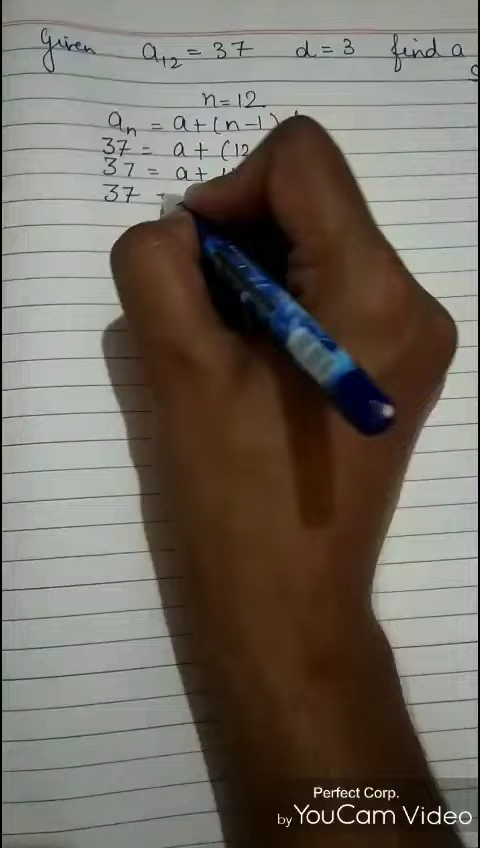 Given a₁₂ = 37 d = 3 find a
n = 12
aₙ = a + (n - 1)
37 = a + (12
37 = a +
37
Perfect Corp.
by YouCam Video